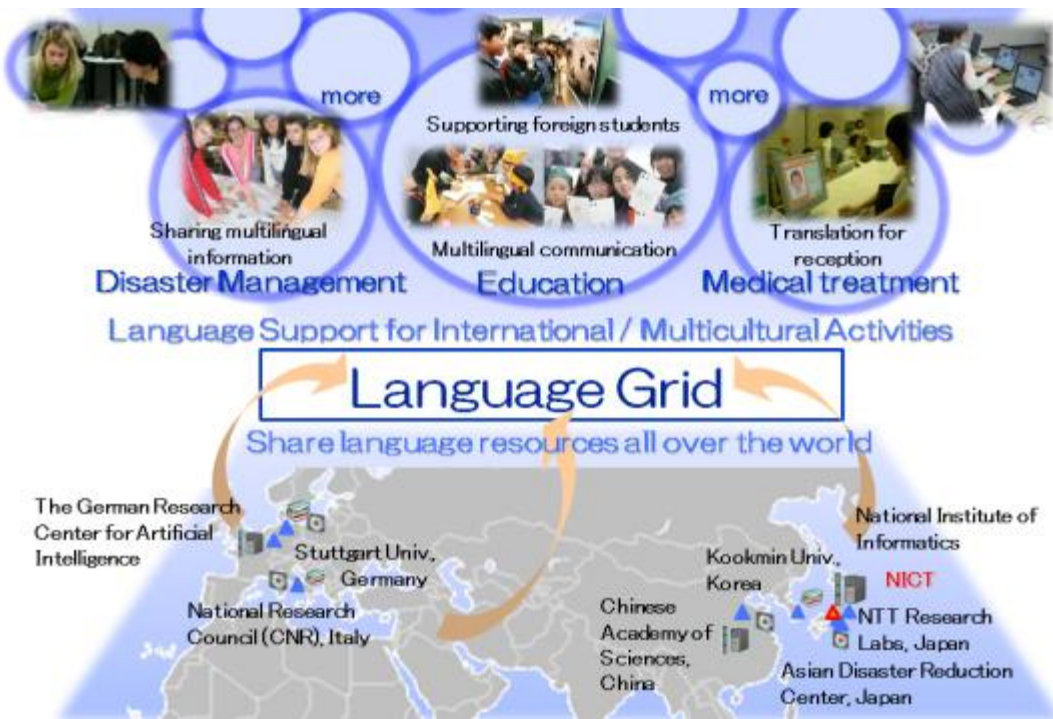 more
more
Supporting foreign students
Sharing multilingual
information
Multilingual communication
Translation for
reception
Disaster Management
Education
Medical treatment
Language Support for International / Multicultural Activities
Language Grid
Share language resources all over the world
The German Research
Center for Artificial
Intelligence
Stuttgart Univ.,
Germany
National Research
Council (CNR), Italy
National Institute of
Informatics
Kookmin Univ.,
Korea
NICT
Chinese
Academy of
Sciences,
China
NTT Research
Labs, Japan
Asian Disaster Reduction
Center, Japan